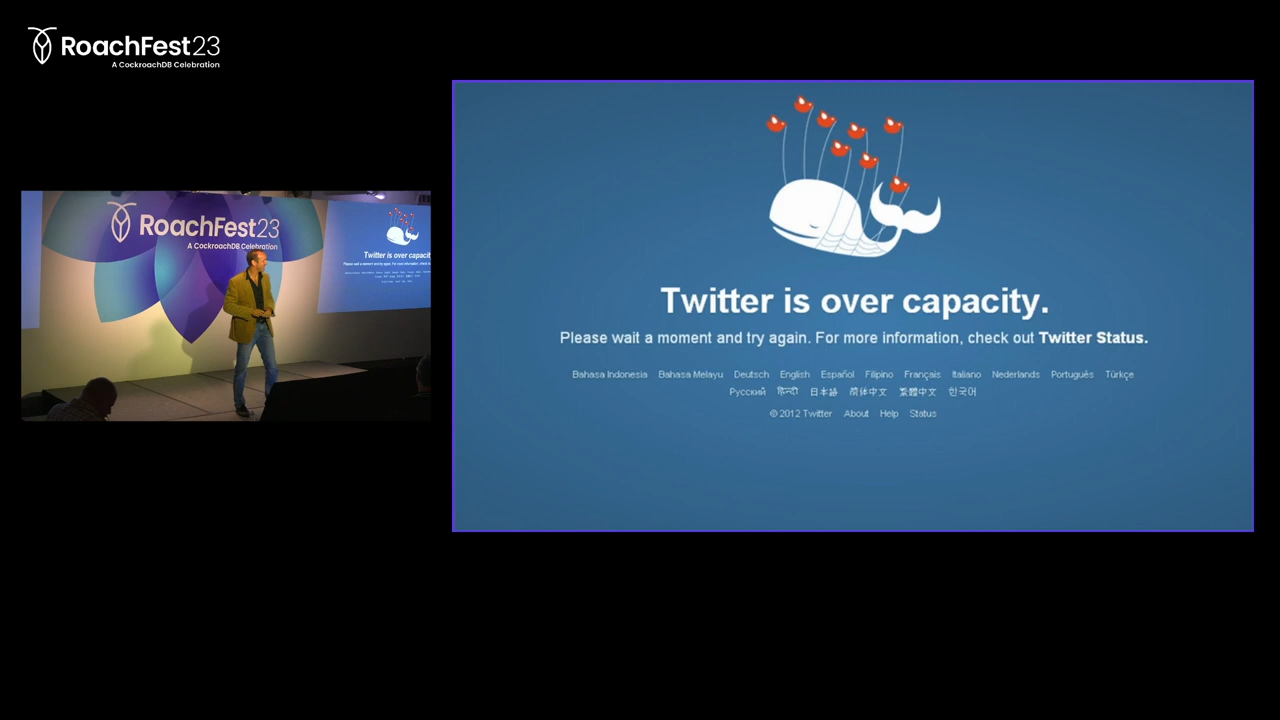 RoachFest23
A CockroachDB Celebration
RoachFest23
A CockroachDB Celebration
Twitter is over capacit
Twitter is over capacity.
Please wait a moment and try again. For more information, check out Twitter Status.
Bahasa Indonesia Bahasa Melayu Deutsch English Español Filipino Français Italiano Nederlands Português Türkçe
Русский हिन्दी 日本語 简体中文 繁體中文 한국어
© 2012 Twitter About Help Status